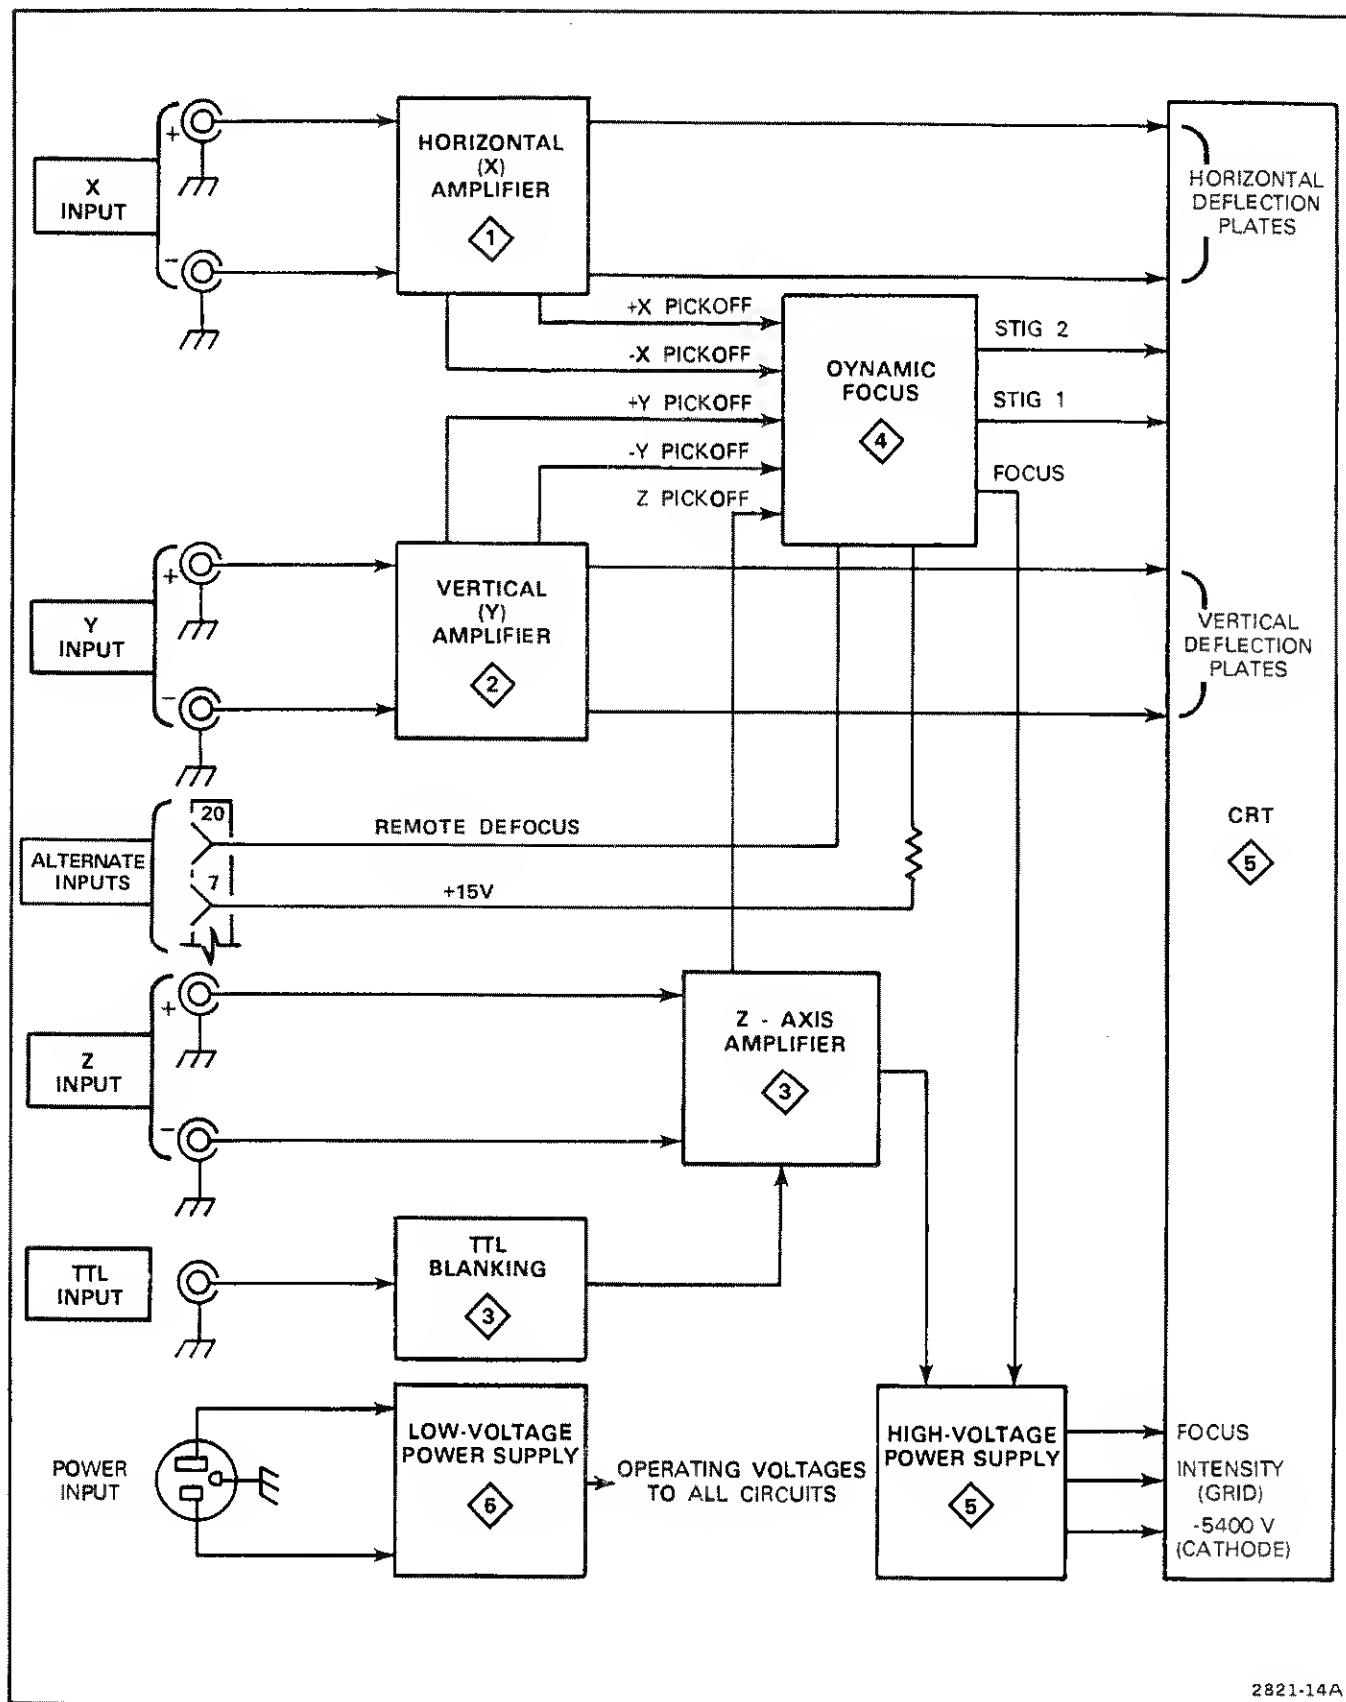 X
INPUT
+
−
HORIZONTAL
(X)
AMPLIFIER
1
HORIZONTAL
DEFLECTION
PLATES
+X PICKOFF
-X PICKOFF
+Y PICKOFF
-Y PICKOFF
Z PICKOFF
OYNAMIC
FOCUS
4
STIG 2
STIG 1
FOCUS
Y
INPUT
+
−
VERTICAL
(Y)
AMPLIFIER
2
VERTICAL
DEFLECTION
PLATES
ALTERNATE
INPUTS
20
REMOTE DEFOCUS
7
+15V
CRT
5
Z
INPUT
+
−
Z - AXIS
AMPLIFIER
3
TTL
INPUT
TTL
BLANKING
3
POWER
INPUT
LOW-VOLTAGE
POWER SUPPLY
6
OPERATING VOLTAGES
TO ALL CIRCUITS
HIGH-VOLTAGE
POWER SUPPLY
5
FOCUS
INTENSITY
(GRID)
-5400 V
(CATHODE)
2821-14A